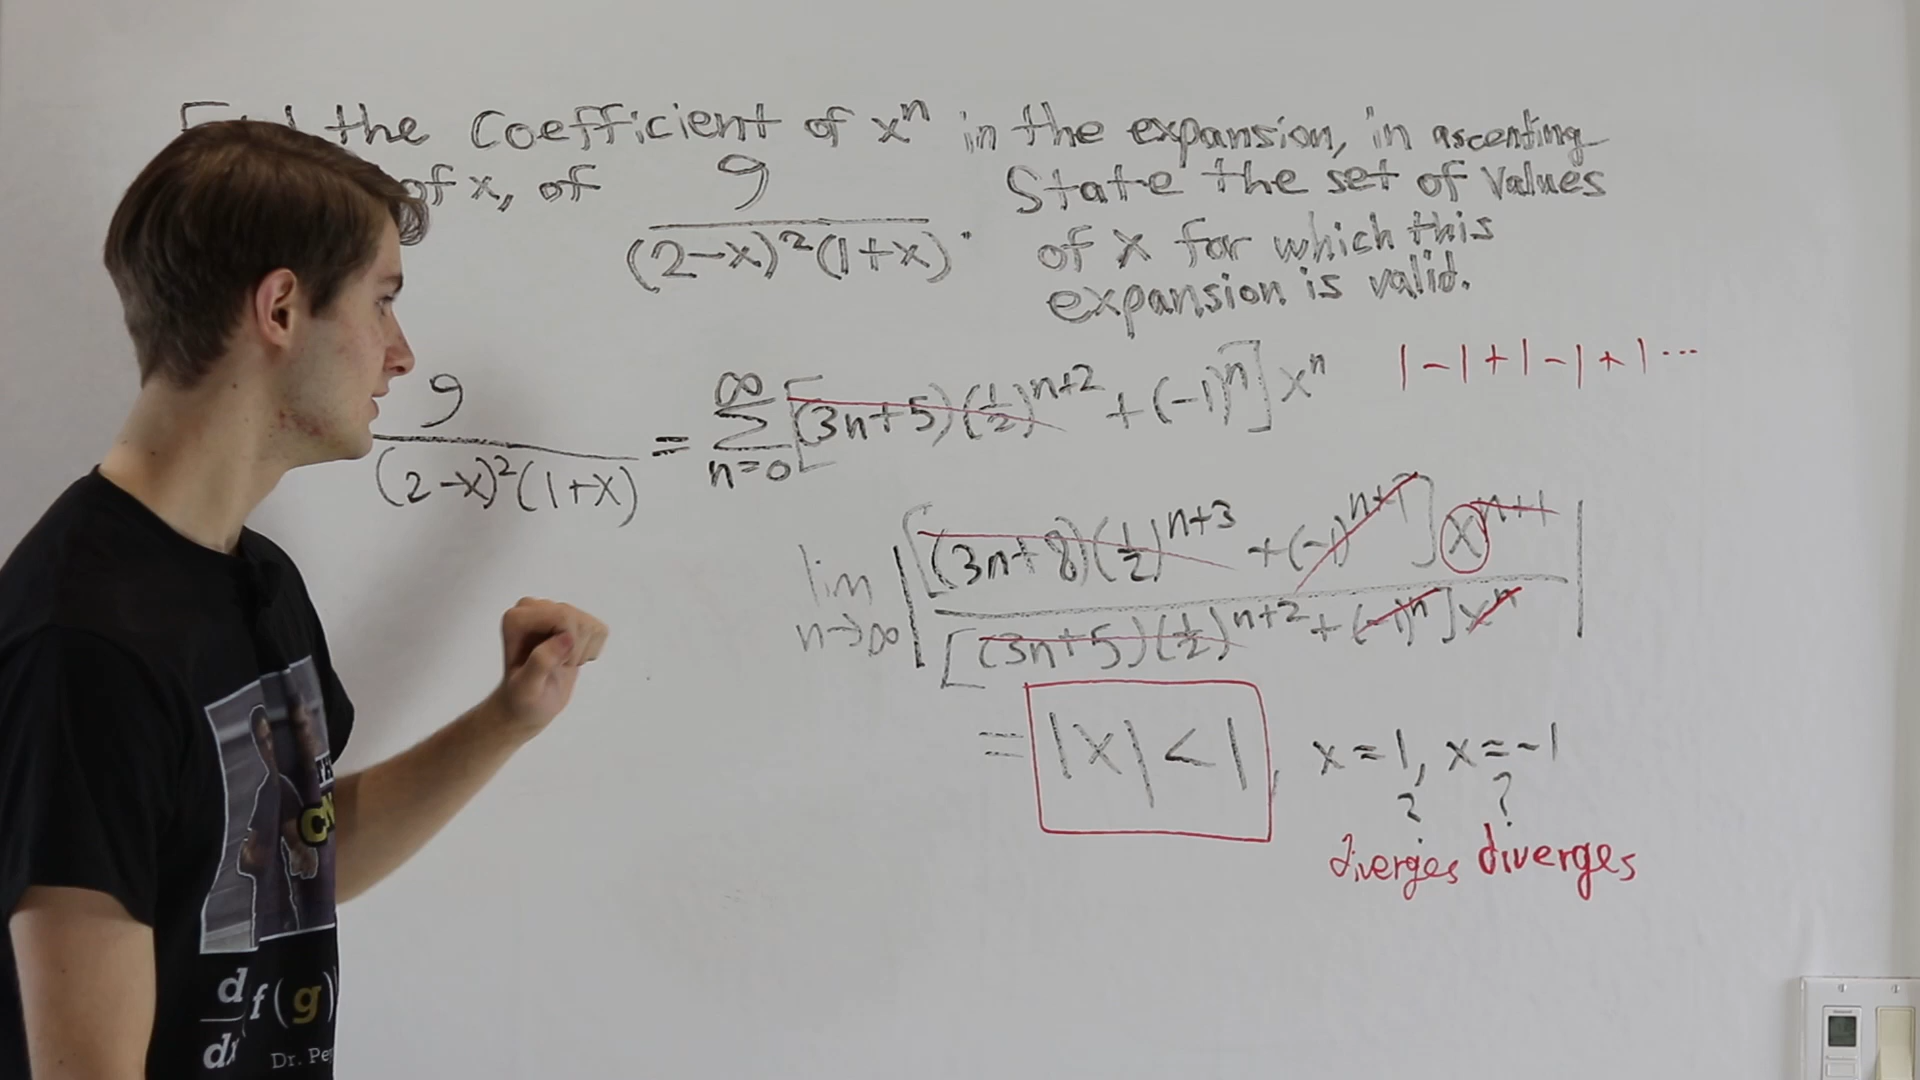 the coefficient of xⁿ in the expansion, in ascenting
of x, of 9/((2-x)²(1+x)). State the set of values
of x for which this
expansion is valid.
9/((2-x)²(1+x)) = ∑_{n=0}^{∞} [(3n+5)(1/2)^{n+2} + (-1)ⁿ] xⁿ
1-1+1-1+1...
lim_{n→∞} | [(3n+8)(1/2)^{n+3} + (-1)^{n+1}] x^{n+1} / [(3n+5)(1/2)^{n+2} + (-1)ⁿ] xⁿ |
= |x| < 1, x=1, x=-1
? ?
diverges diverges
d/dx f(g)
Dr. Pe